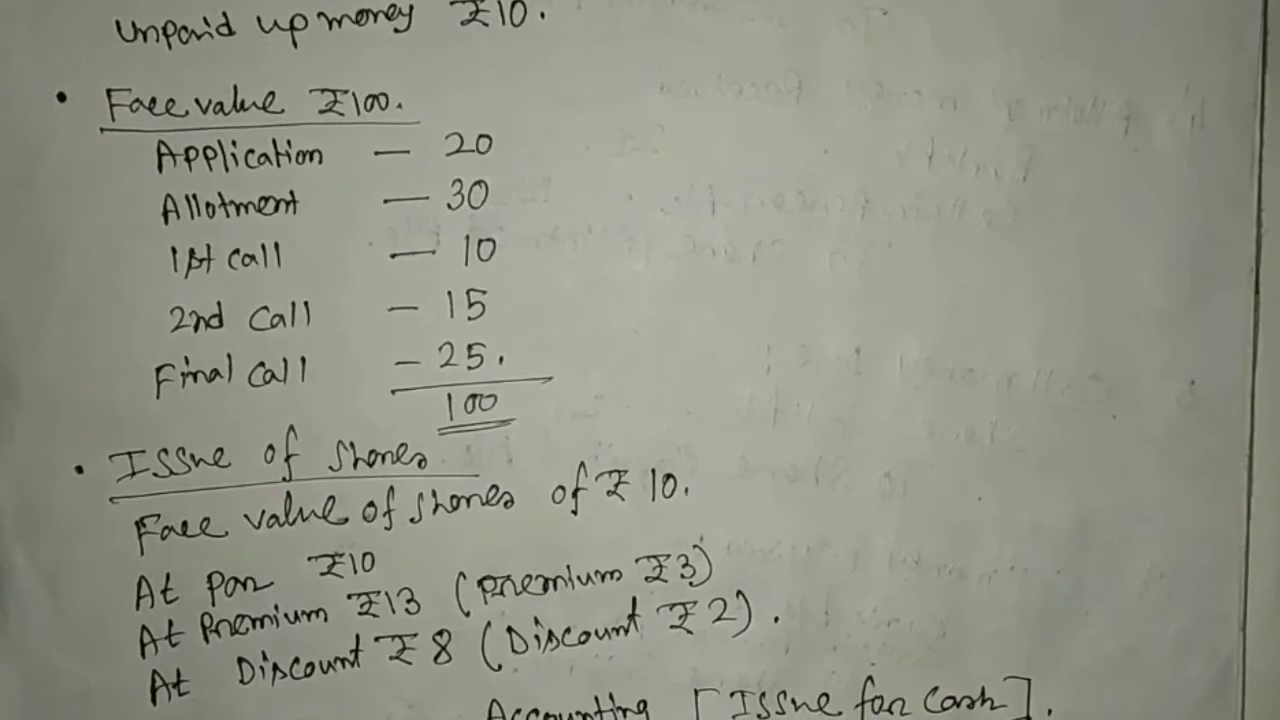 Unpaid up money ₹10.
• Face value ₹100.
Application — 20
Allotment — 30
1st call — 10
2nd call - 15
Final call - 25.
100
• Issue of shares
Face value of shares of ₹10.
At par ₹10
At Premium ₹13 (Premium ₹3)
At Discount ₹8 (Discount ₹2).
Accounting [Issue for cash].